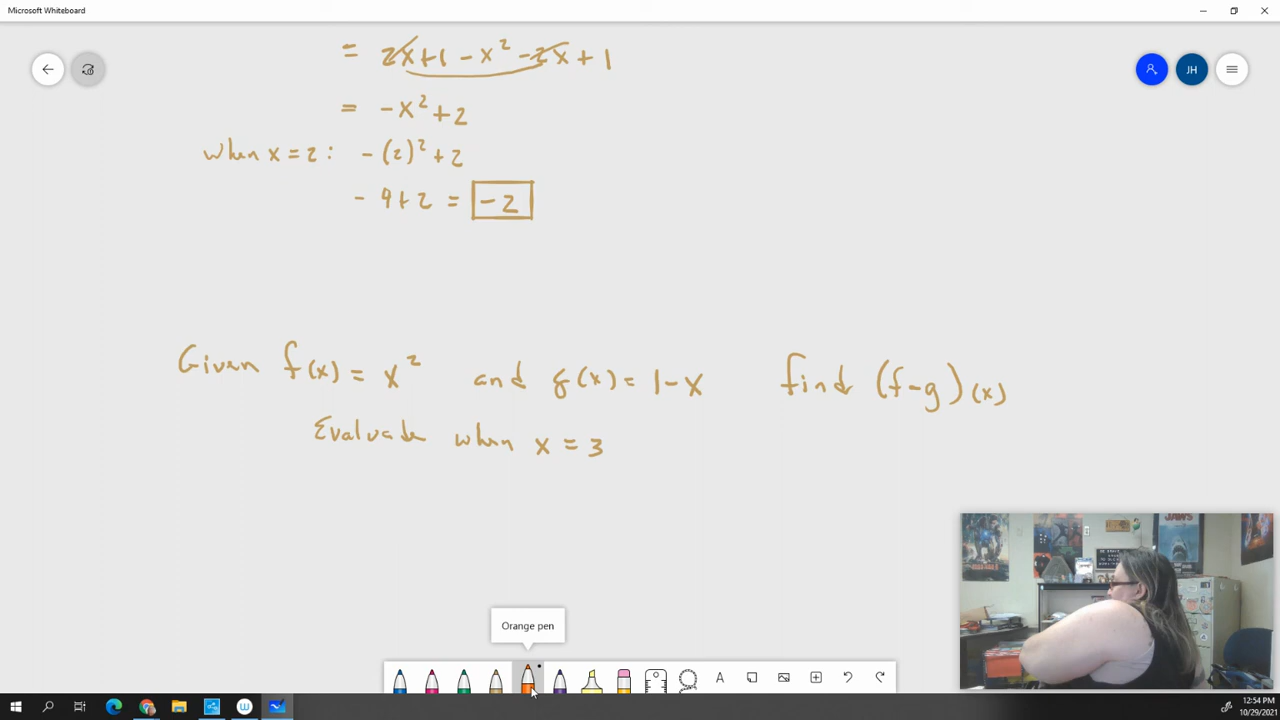 Microsoft Whiteboard
= 2x+1 -x² -2x+1
= -x²+2
when x=2: -(2)²+2
- 4+2 = -2
JH
Given f(x)= x² and g(x)= 1-x find (f-g)(x)
Evaluate when x = 3
JAWS
Orange pen
A
12:54 PM
10/29/2021